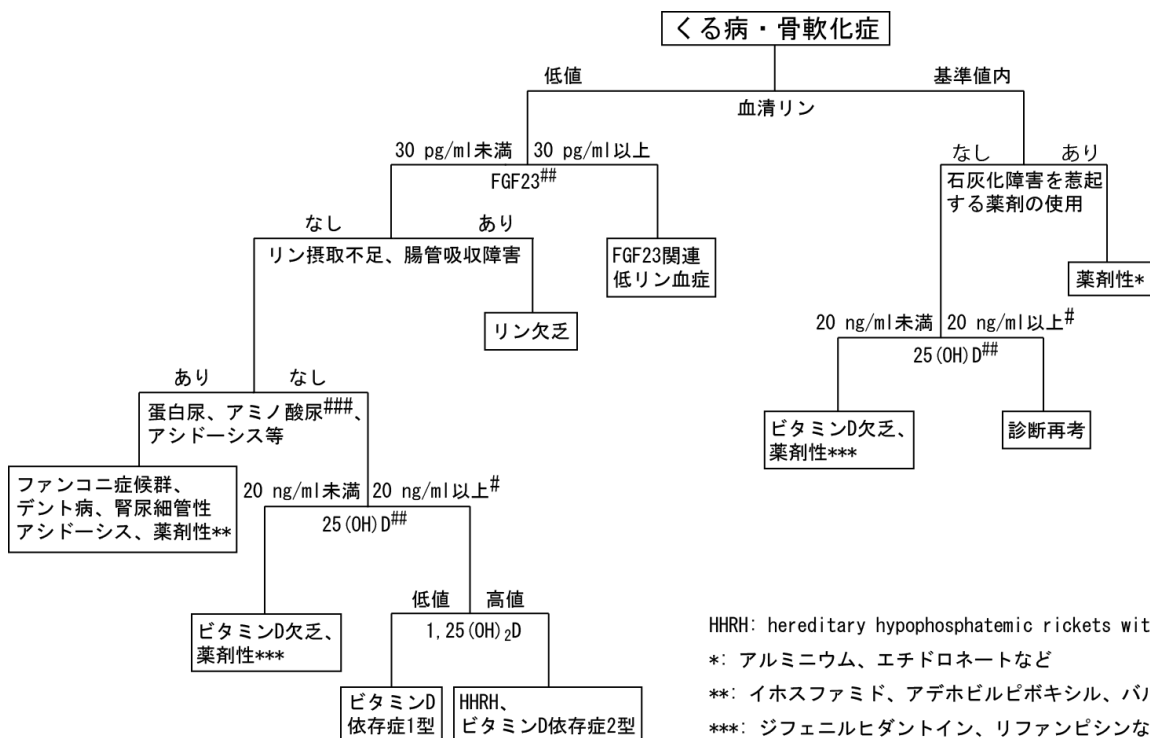 くる病・骨軟化症
低値
基準値内
血清リン
30 pg/ml未満
30 pg/ml以上
FGF23##
なし
あり
石灰化障害を惹起
する薬剤の使用
なし
あり
リン摂取不足、腸管吸収障害
FGF23関連
低リン血症
薬剤性*
リン欠乏
20 ng/ml未満
20 ng/ml以上#
25(OH)D##
あり
なし
蛋白尿、アミノ酸尿###、
アシドーシス等
ビタミンD欠乏、
薬剤性***
診断再考
ファンコニ症候群、
デント病、腎尿細管性
アシドーシス、薬剤性**
20 ng/ml未満
20 ng/ml以上#
25(OH)D##
低値
高値
1,25(OH)2D
ビタミンD欠乏、
薬剤性***
ビタミンD
依存症1型
HHRH、
ビタミンD依存症2型
HHRH: hereditary hypophosphatemic rickets wit
*: アルミニウム、エチドロネートなど
**: イホスファミド、アデホビルピボキシル、バル
***: ジフェニルヒダントイン、リファンピシンな